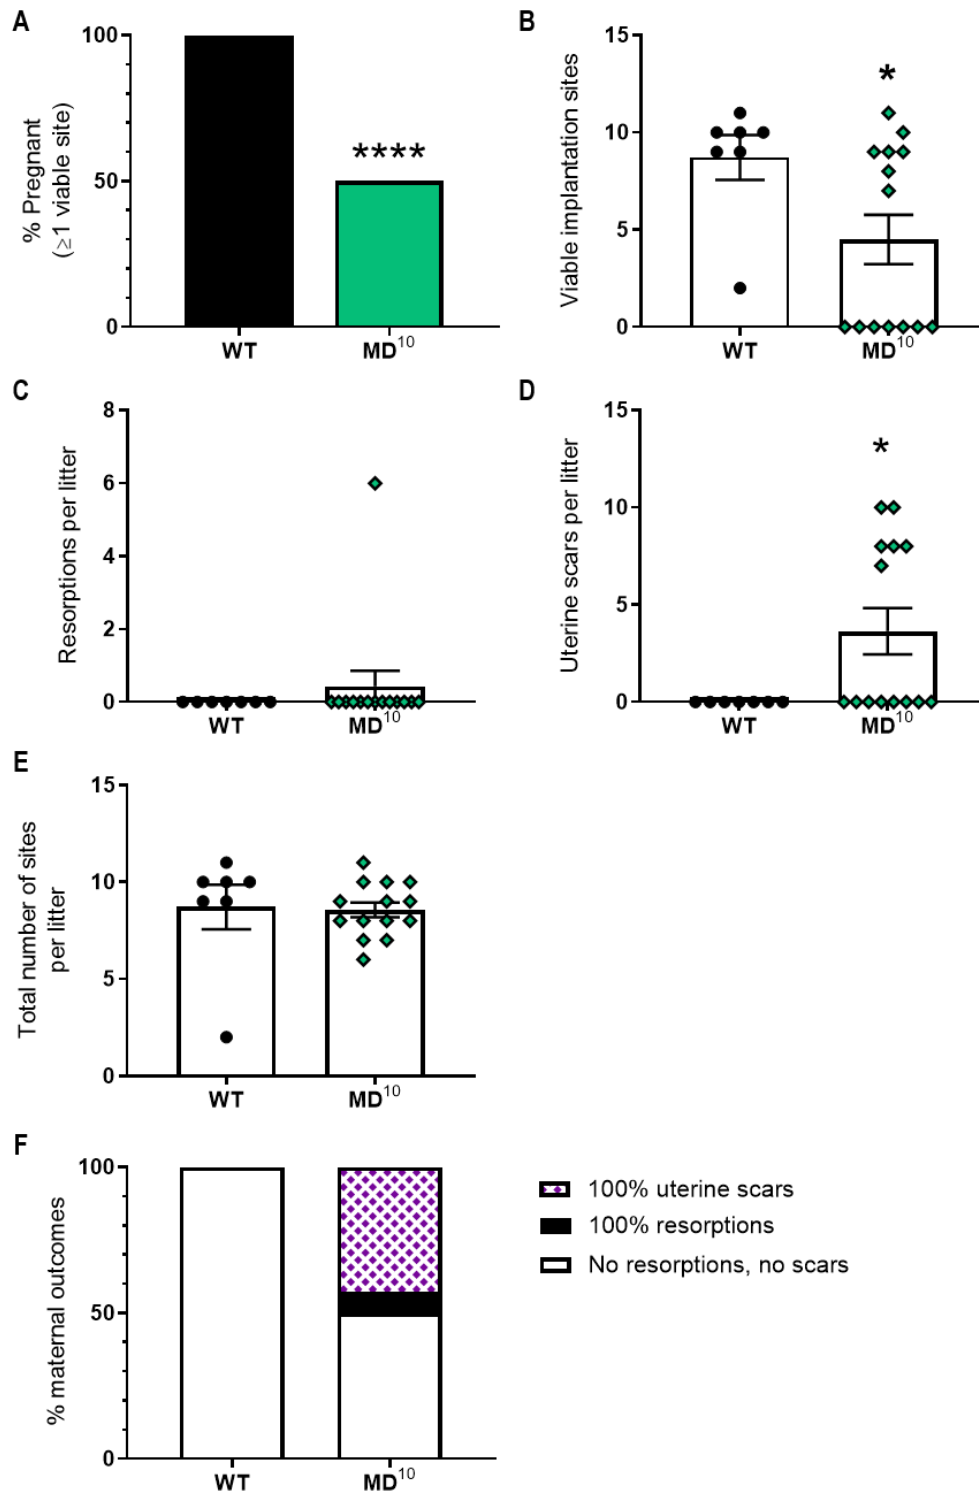 A
% Pregnant
(≥1 viable site)
100
50
0
****
WT
MD¹⁰
B
Viable implantation sites
15
10
5
0
*
WT
MD¹⁰
C
Resorptions per litter
8
6
4
2
0
WT
MD¹⁰
D
Uterine scars per litter
15
10
5
0
*
WT
MD¹⁰
E
Total number of sites
per litter
15
10
5
0
WT
MD¹⁰
F
% maternal outcomes
100
50
0
WT
MD¹⁰
100% uterine scars
100% resorptions
No resorptions, no scars